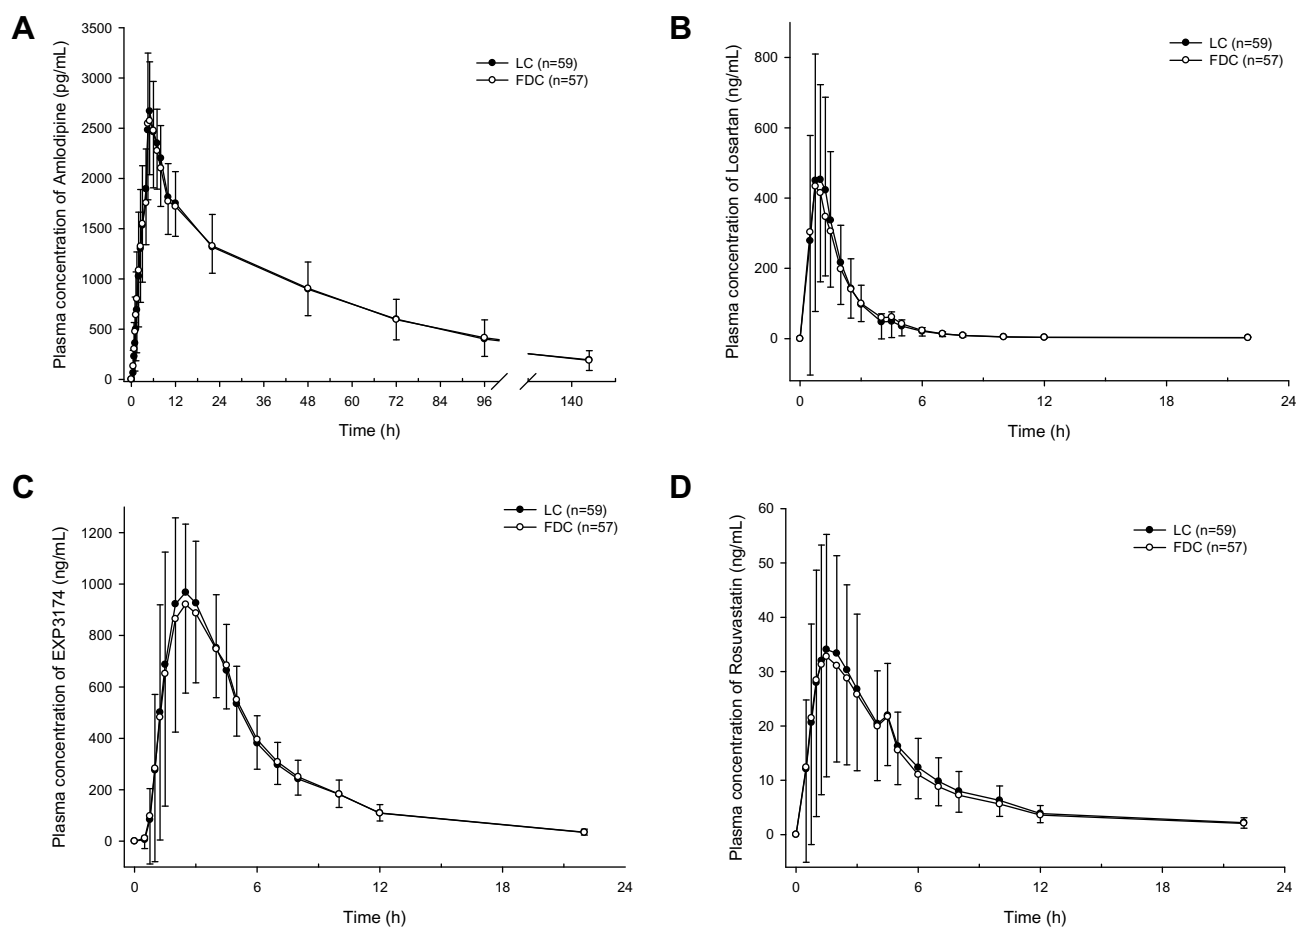 A
Plasma concentration of Amlodipine (pg/mL)
3500
3000
2500
2000
1500
1000
500
0
LC (n=59)
FDC (n=57)
0 12 24 36 48 60 72 84 96 140
Time (h)
B
Plasma concentration of Losartan (ng/mL)
800
600
400
200
0
LC (n=59)
FDC (n=57)
0 6 12 18 24
Time (h)
C
Plasma concentration of EXP3174 (ng/mL)
1200
1000
800
600
400
200
0
LC (n=59)
FDC (n=57)
0 6 12 18 24
Time (h)
D
Plasma concentration of Rosuvastatin (ng/mL)
60
50
40
30
20
10
0
LC (n=59)
FDC (n=57)
0 6 12 18 24
Time (h)